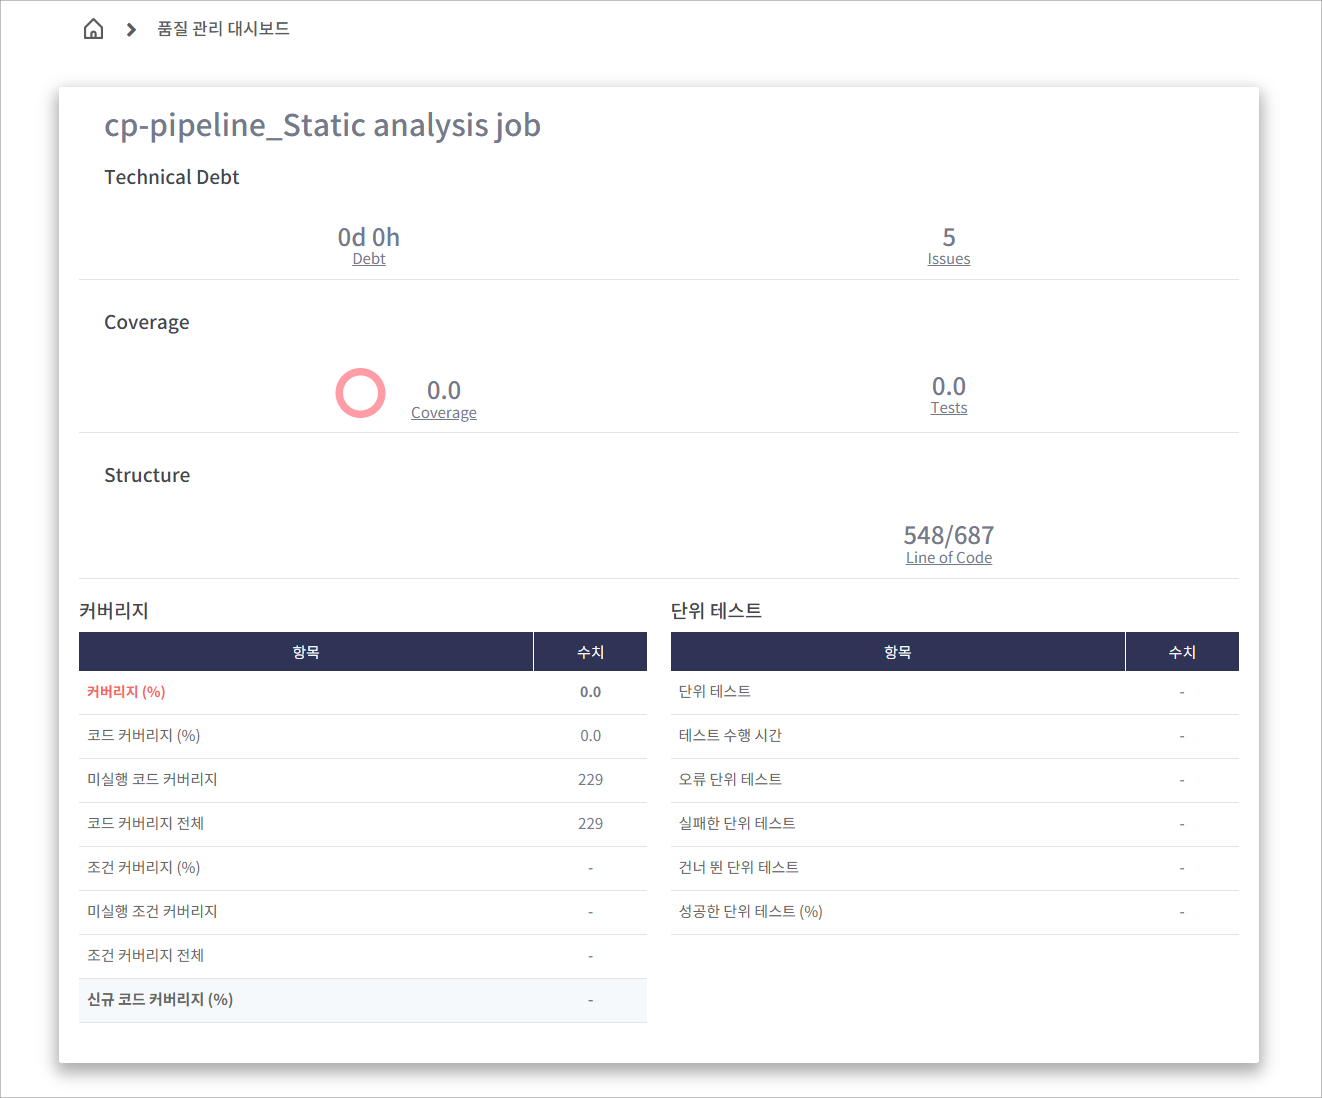 품질 관리 대시보드
cp-pipeline_Static analysis job
Technical Debt
0d 0h
Debt
5
Issues
Coverage
0.0
Coverage
0.0
Tests
Structure
548/687
Line of Code
커버리지
항목 수치
커버리지 (%) 0.0
코드 커버리지 (%) 0.0
미실행 코드 커버리지 229
코드 커버리지 전체 229
조건 커버리지 (%) -
미실행 조건 커버리지 -
조건 커버리지 전체 -
신규 코드 커버리지 (%) -
단위 테스트
항목 수치
단위 테스트 -
테스트 수행 시간 -
오류 단위 테스트 -
실패한 단위 테스트 -
건너 뛴 단위 테스트 -
성공한 단위 테스트 (%) -